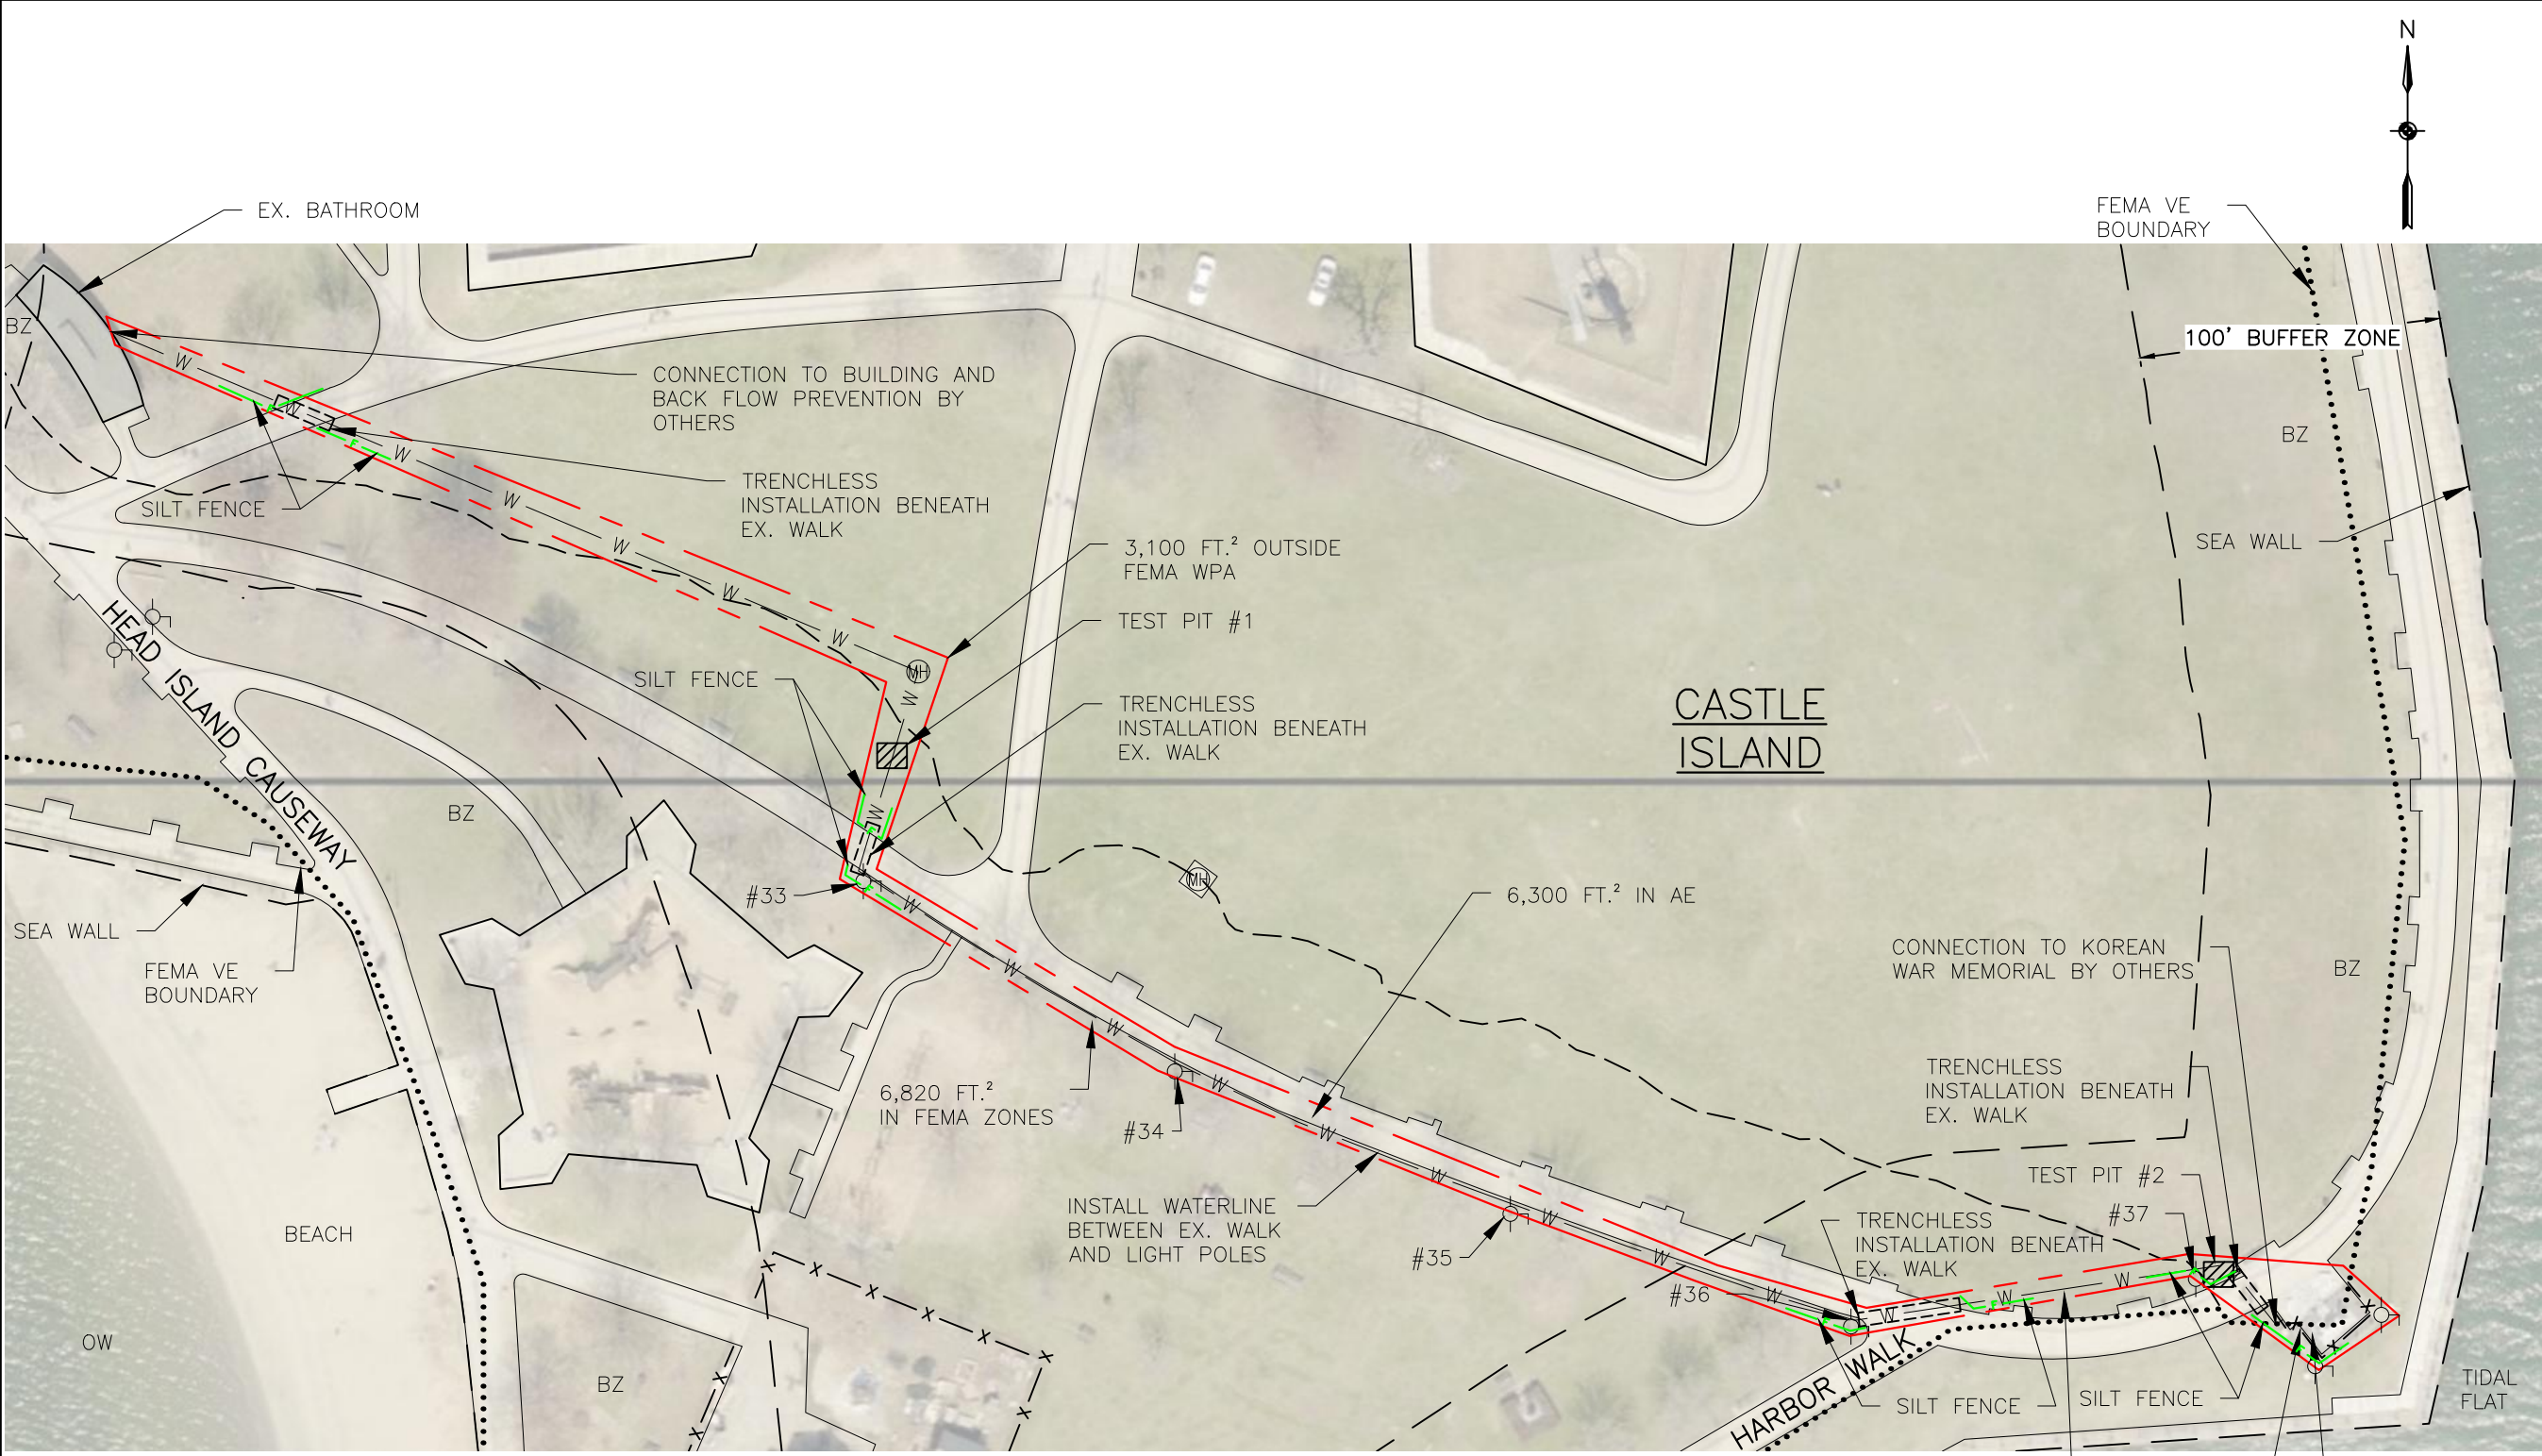 N
FEMA VE
BOUNDARY
EX. BATHROOM
BZ
100' BUFFER ZONE
W
W
CONNECTION TO BUILDING AND
BACK FLOW PREVENTION BY
OTHERS
BZ
W
F
W
TRENCHLESS
INSTALLATION BENEATH
EX. WALK
SILT FENCE
W
SEA WALL
W
3,100 FT.² OUTSIDE
FEMA WPA
W
TEST PIT #1
W
MH
SILT FENCE
W
HEAD ISLAND CAUSEWAY
TRENCHLESS
INSTALLATION BENEATH
EX. WALK
CASTLE
ISLAND
BZ
W
MH
#33
W
6,300 FT.² IN AE
SEA WALL
FEMA VE
BOUNDARY
W
CONNECTION TO KOREAN
WAR MEMORIAL BY OTHERS
BZ
W
6,820 FT.²
IN FEMA ZONES
W
#34
W
TRENCHLESS
INSTALLATION BENEATH
EX. WALK
W
TEST PIT #2
INSTALL WATERLINE
BETWEEN EX. WALK
AND LIGHT POLES
W
#35
#37
BEACH
TRENCHLESS
INSTALLATION BENEATH
EX. WALK
W
W
#36
W
W
W
F
X
X
X
X
X
X
OW
BZ
X
X
X
HARBOR WALK
SILT FENCE
SILT FENCE
X
X
TIDAL
FLAT